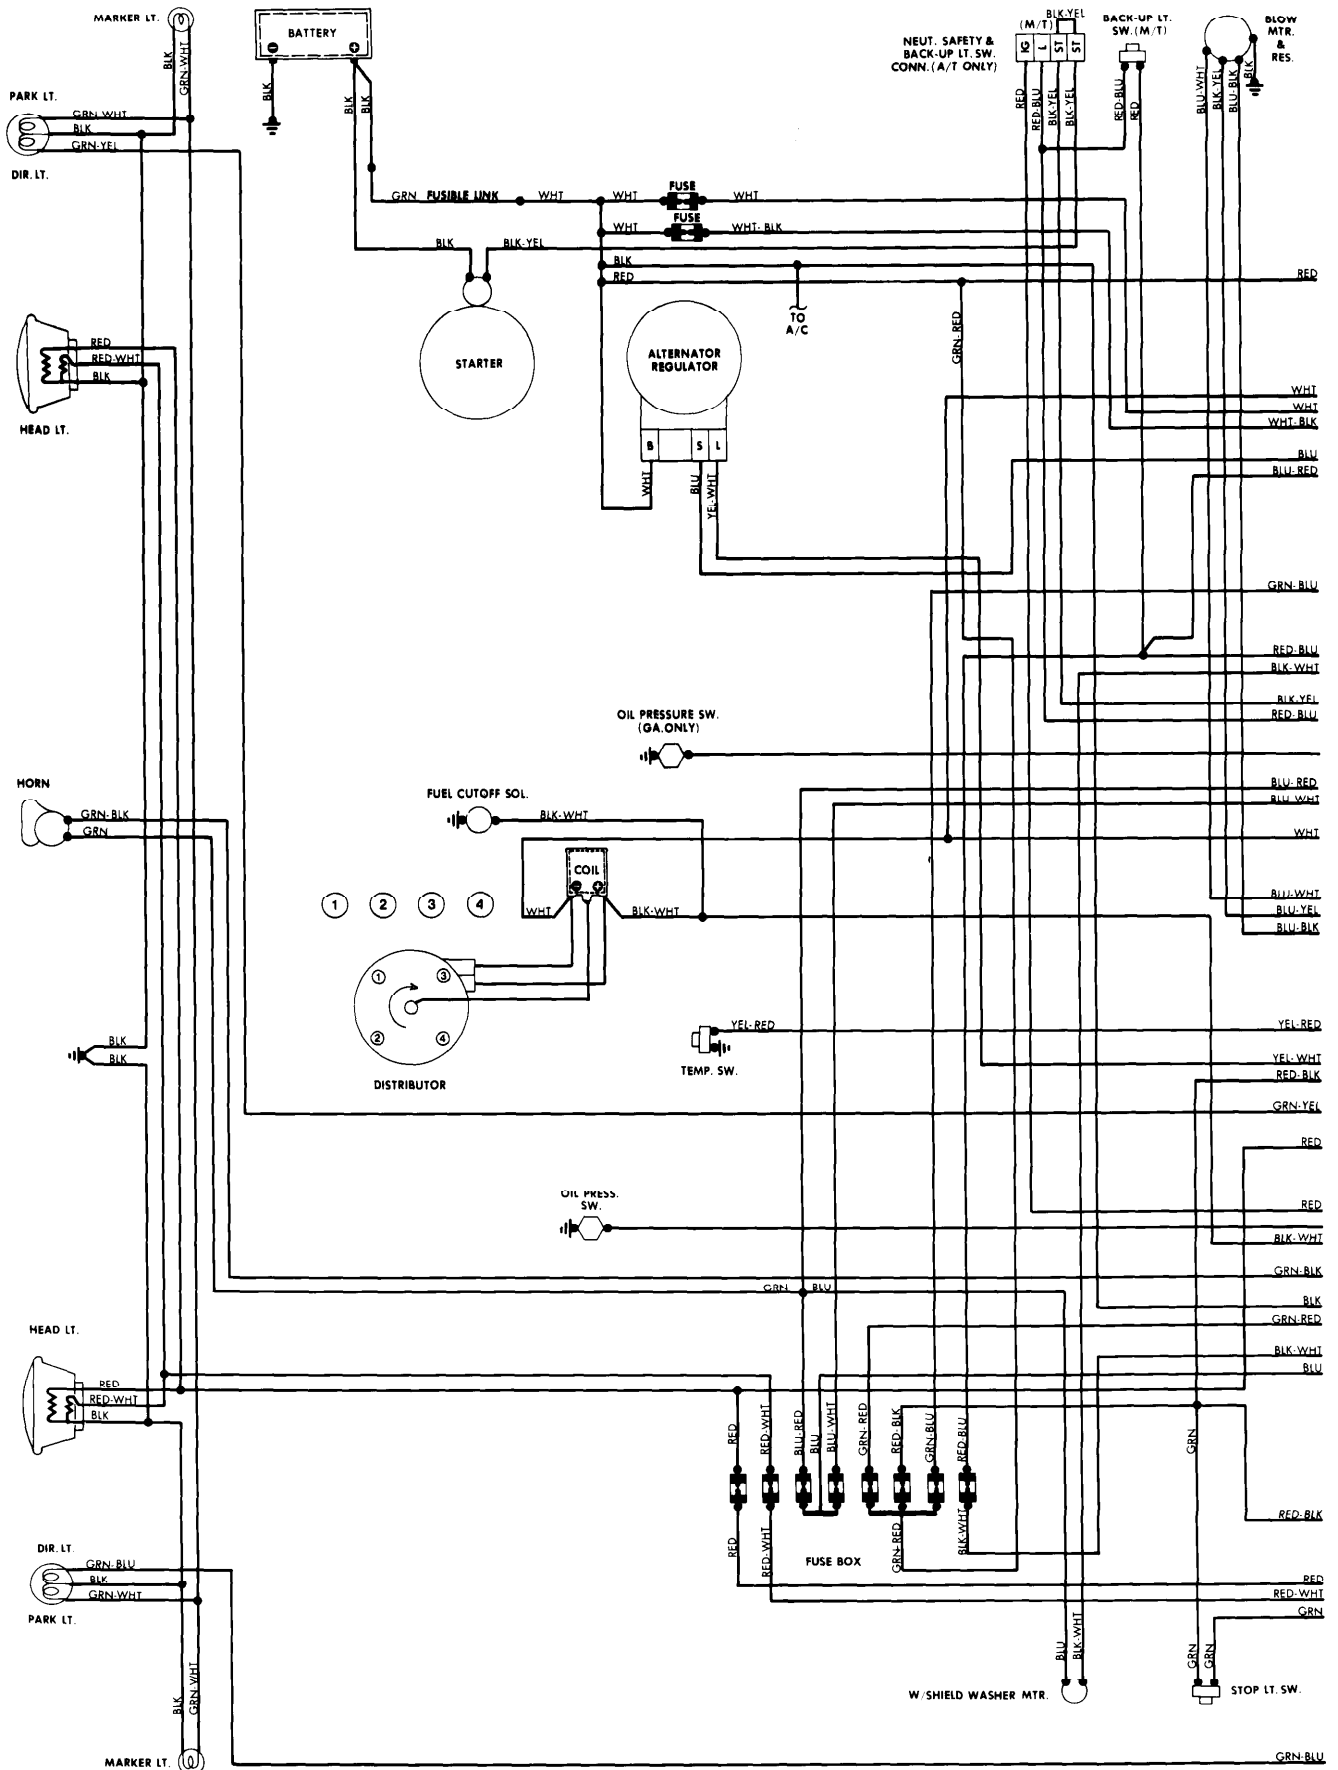 MARKER LT.
BLK
GRN-WHT
BATTERY
BLK
BLK
BLK
NEUT. SAFETY &
BACK-UP LT. SW.
CONN. (A/T ONLY)
(M/T)
BLK-YEL
IG
L
ST
ST
RED
RED-BLU
BLK-YEL
BLK-YEL
BACK-UP LT.
SW. (M/T)
RED-BLU
RED
BLOW
MTR.
&
RES.
BLU-WHT
BLK-YEL
BLU-BLK
BLK
PARK LT.
GRN-WHT
BLK
GRN-YEL
DIR. LT.
GRN
FUSIBLE LINK
WHT
WHT
FUSE
WHT
WHT
FUSE
WHT-BLK
BLK
BLK-YEL
BLK
RED
RED
TO
A/C
GRN-RED
STARTER
ALTERNATOR
REGULATOR
B
S
L
WHT
BLU
YEL-WHT
RED
RED-WHT
BLK
HEAD LT.
WHT
WHT
WHT-BLK
BLU
BLU-RED
GRN-BLU
RED-BLU
BLK-WHT
BLK-YEL
RED-BLU
OIL PRESSURE SW.
(GA. ONLY)
HORN
GRN-BLK
GRN
FUEL CUTOFF SOL.
BLK-WHT
BLU-RED
BLU-WHT
WHT
COIL
WHT
BLK-WHT
1
2
3
4
BLU-WHT
BLU-YEL
BLU-BLK
1
3
2
4
DISTRIBUTOR
YEL-RED
TEMP. SW.
YEL-RED
BLK
BLK
YEL-WHT
RED-BLK
GRN-YEL
RED
OIL PRESS.
SW.
RED
BLK-WHT
GRN-BLK
GRN
BLU
BLK
GRN-RED
HEAD LT.
BLK-WHT
BLU
RED
RED-WHT
BLK
RED
RED-WHT
BLU-RED
BLU
BLU-WHT
GRN-RED
RED-BLK
GRN-BLU
RED-BLU
GRN
RED-BLK
RED
RED-WHT
FUSE BOX
GRN-RED
BLK-WHT
DIR. LT.
GRN-BLU
BLK
GRN-WHT
PARK LT.
RED
RED-WHT
GRN
BLU
BLK-WHT
GRN
GRN
BLK
GRN-WHT
W/SHIELD WASHER MTR.
STOP LT. SW.
MARKER LT.
GRN-BLU